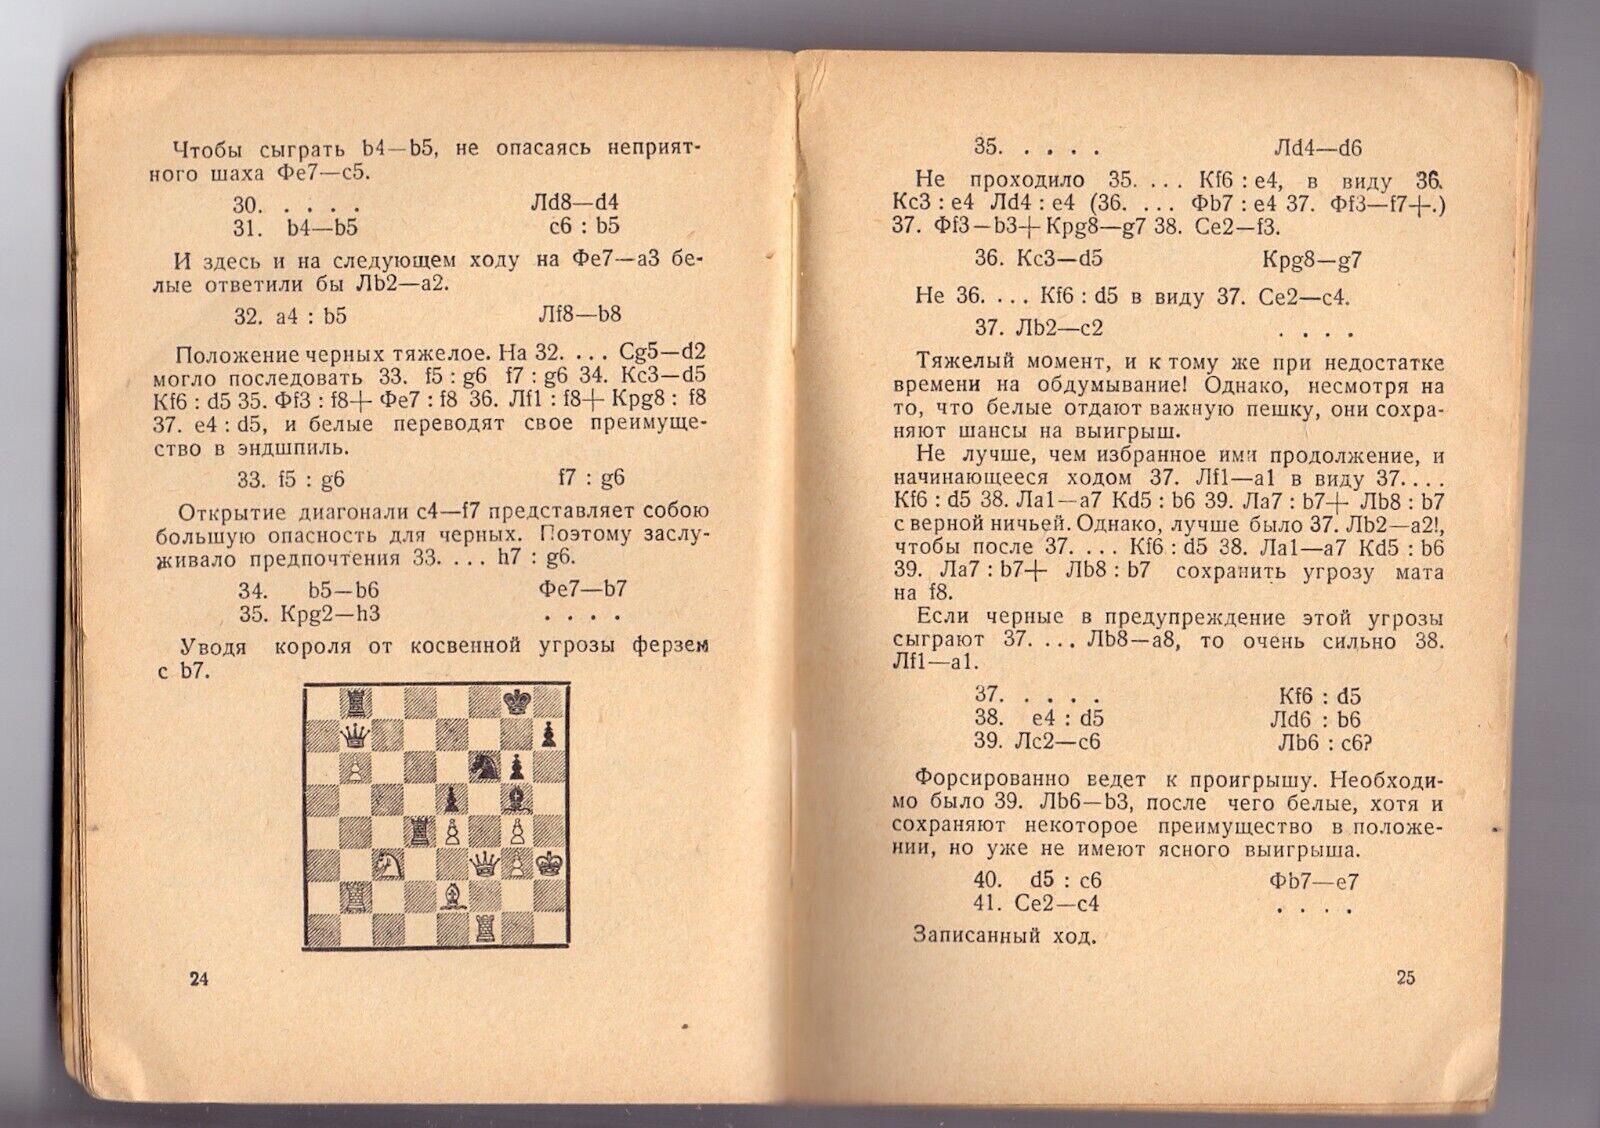 Чтобы сыграть b4—b5, не опасаясь неприят-
ного шаха Фe7—c5.
30. . . . . Лd8—d4
31. b4—b5 c6 : b5
И здесь и на следующем ходу на Фe7—a3 бе-
лые ответили бы Лb2—a2.
32. a4 : b5 Лf8—b8
Положение черных тяжелое. На 32. ... Cg5—d2
могло последовать 33. f5 : g6 f7 : g6 34. Kc3—d5
Kf6 : d5 35. Фf3 : f8+ Фe7 : f8 36. Лf1 : f8+ Kpg8 : f8
37. e4 : d5, и белые переводят свое преимуще-
ство в эндшпиль.
33. f5 : g6 f7 : g6
Открытие диагонали c4—f7 представляет собою
большую опасность для черных. Поэтому заслу-
живало предпочтения 33. ... h7 : g6.
34. b5—b6 Фe7—b7
35. Kpg2—h3 . . . .
Уводя короля от косвенной угрозы ферзем
с b7.
24
35. . . . . Лd4—d6
Не проходило 35. ... Kf6 : e4, в виду 36.
Kc3 : e4 Лd4 : e4 (36. ... Фb7 : e4 37. Фf3—f7+.)
37. Фf3—b3+ Kpg8—g7 38. Ce2—f3.
36. Kc3—d5 Kpg8—g7
Не 36. ... Kf6 : d5 в виду 37. Ce2—c4.
37. Лb2—c2 . . . .
Тяжелый момент, и к тому же при недостатке
времени на обдумывание! Однако, несмотря на
то, что белые отдают важную пешку, они сохра-
няют шансы на выигрыш.
Не лучше, чем избранное ими продолжение, и
начинающееся ходом 37. Лf1—a1 в виду 37....
Kf6 : d5 38. Лa1—a7 Kd5 : b6 39. Лa7 : b7+ Лb8 : b7
с верной ничьей. Однако, лучше было 37. Лb2—a2!,
чтобы после 37. ... Kf6 : d5 38. Лa1—a7 Kd5 : b6
39. Лa7 : b7+ Лb8 : b7 сохранить угрозу мата
на f8.
Если черные в предупреждение этой угрозы
сыграют 37. ... Лb8—a8, то очень сильно 38.
Лf1—a1.
37. . . . . Kf6 : d5
38. e4 : d5 Лd6 : b6
39. Лc2—c6 Лb6 : c6?
Форсированно ведет к проигрышу. Необходи-
мо было 39. Лb6—b3, после чего белые, хотя и
сохраняют некоторое преимущество в положе-
нии, но уже не имеют ясного выигрыша.
40. d5 : c6 Фb7—e7
41. Ce2—c4 . . . .
Записанный ход.
25